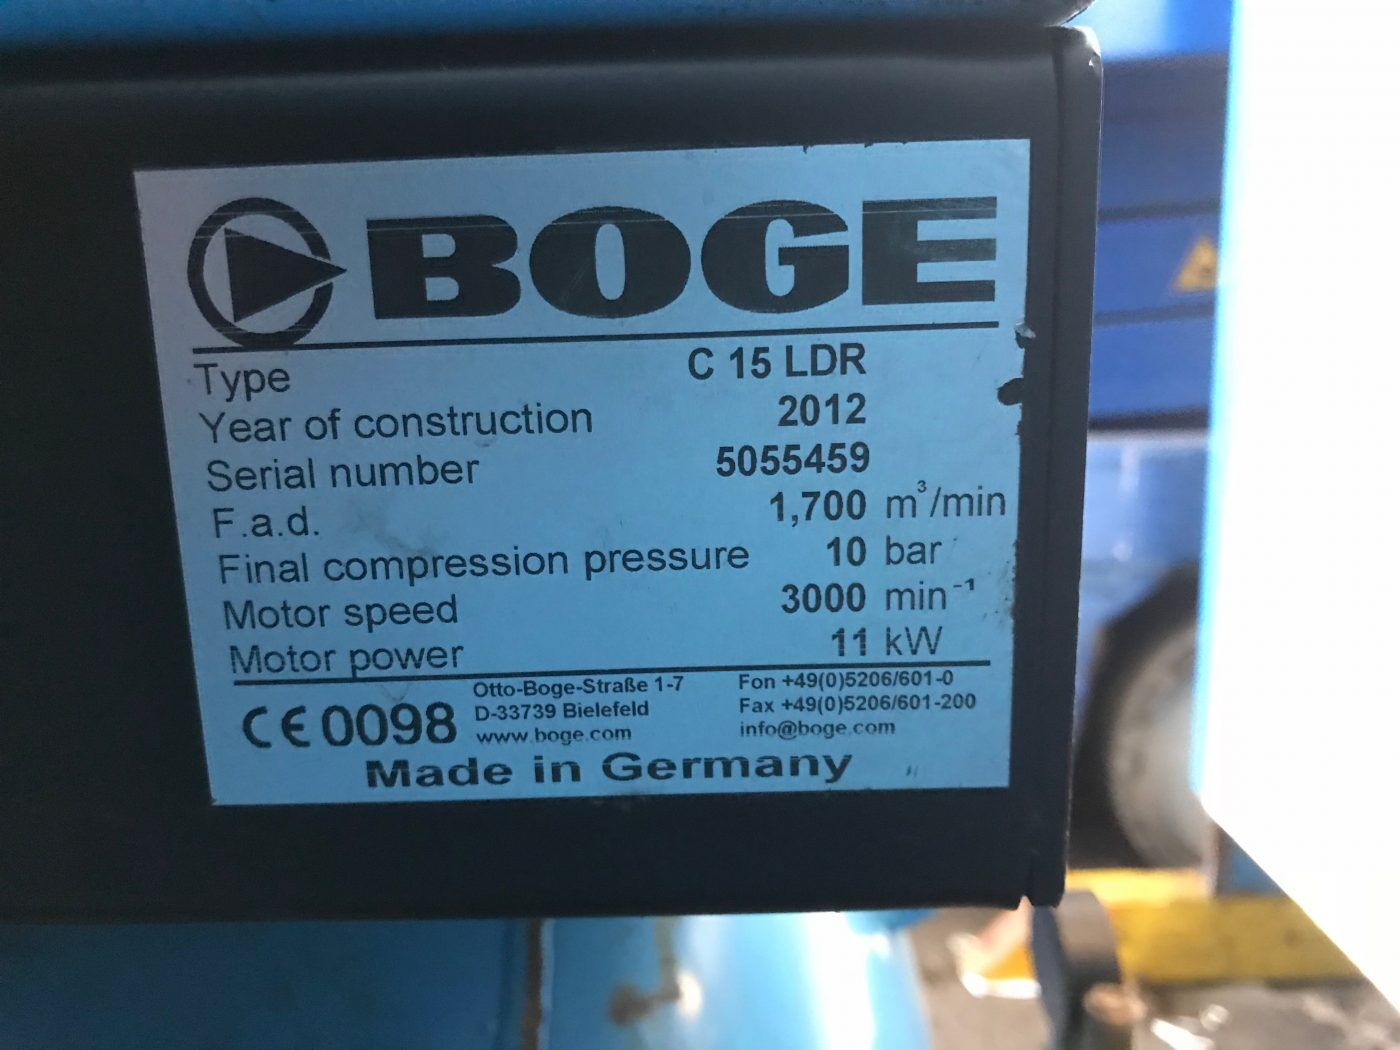 BOGE
Type C 15 LDR
Year of construction 2012
Serial number 5055459
F.a.d. 1,700 m³/min
Final compression pressure 10 bar
Motor speed 3000 min⁻¹
Motor power 11 kW
Otto-Boge-Straße 1-7 Fon +49(0)5206/601-0
D-33739 Bielefeld Fax +49(0)5206/601-200
CE0098 www.boge.com info@boge.com
Made in Germany